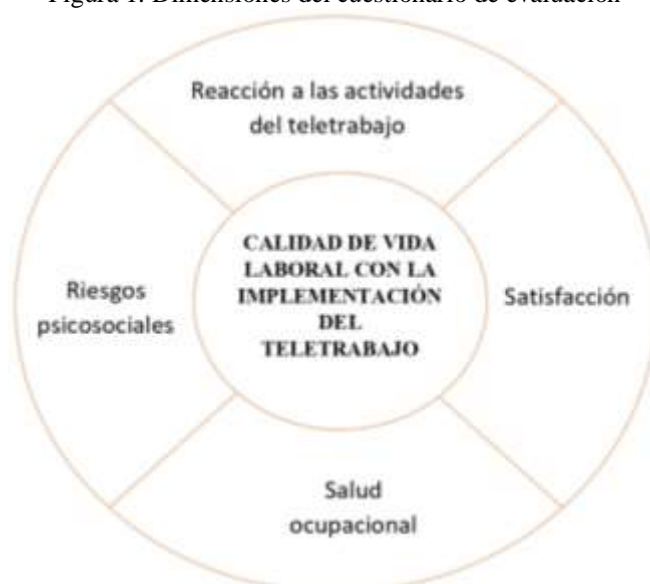 Figura 1. Dimensiones del cuestionario de evaluación
Reacción a las actividades
del teletrabajo
CALIDAD DE VIDA
LABORAL CON LA
IMPLEMENTACIÓN
DEL
TELETRABAJO
Riesgos
psicosociales
Satisfacción
Salud
ocupacional